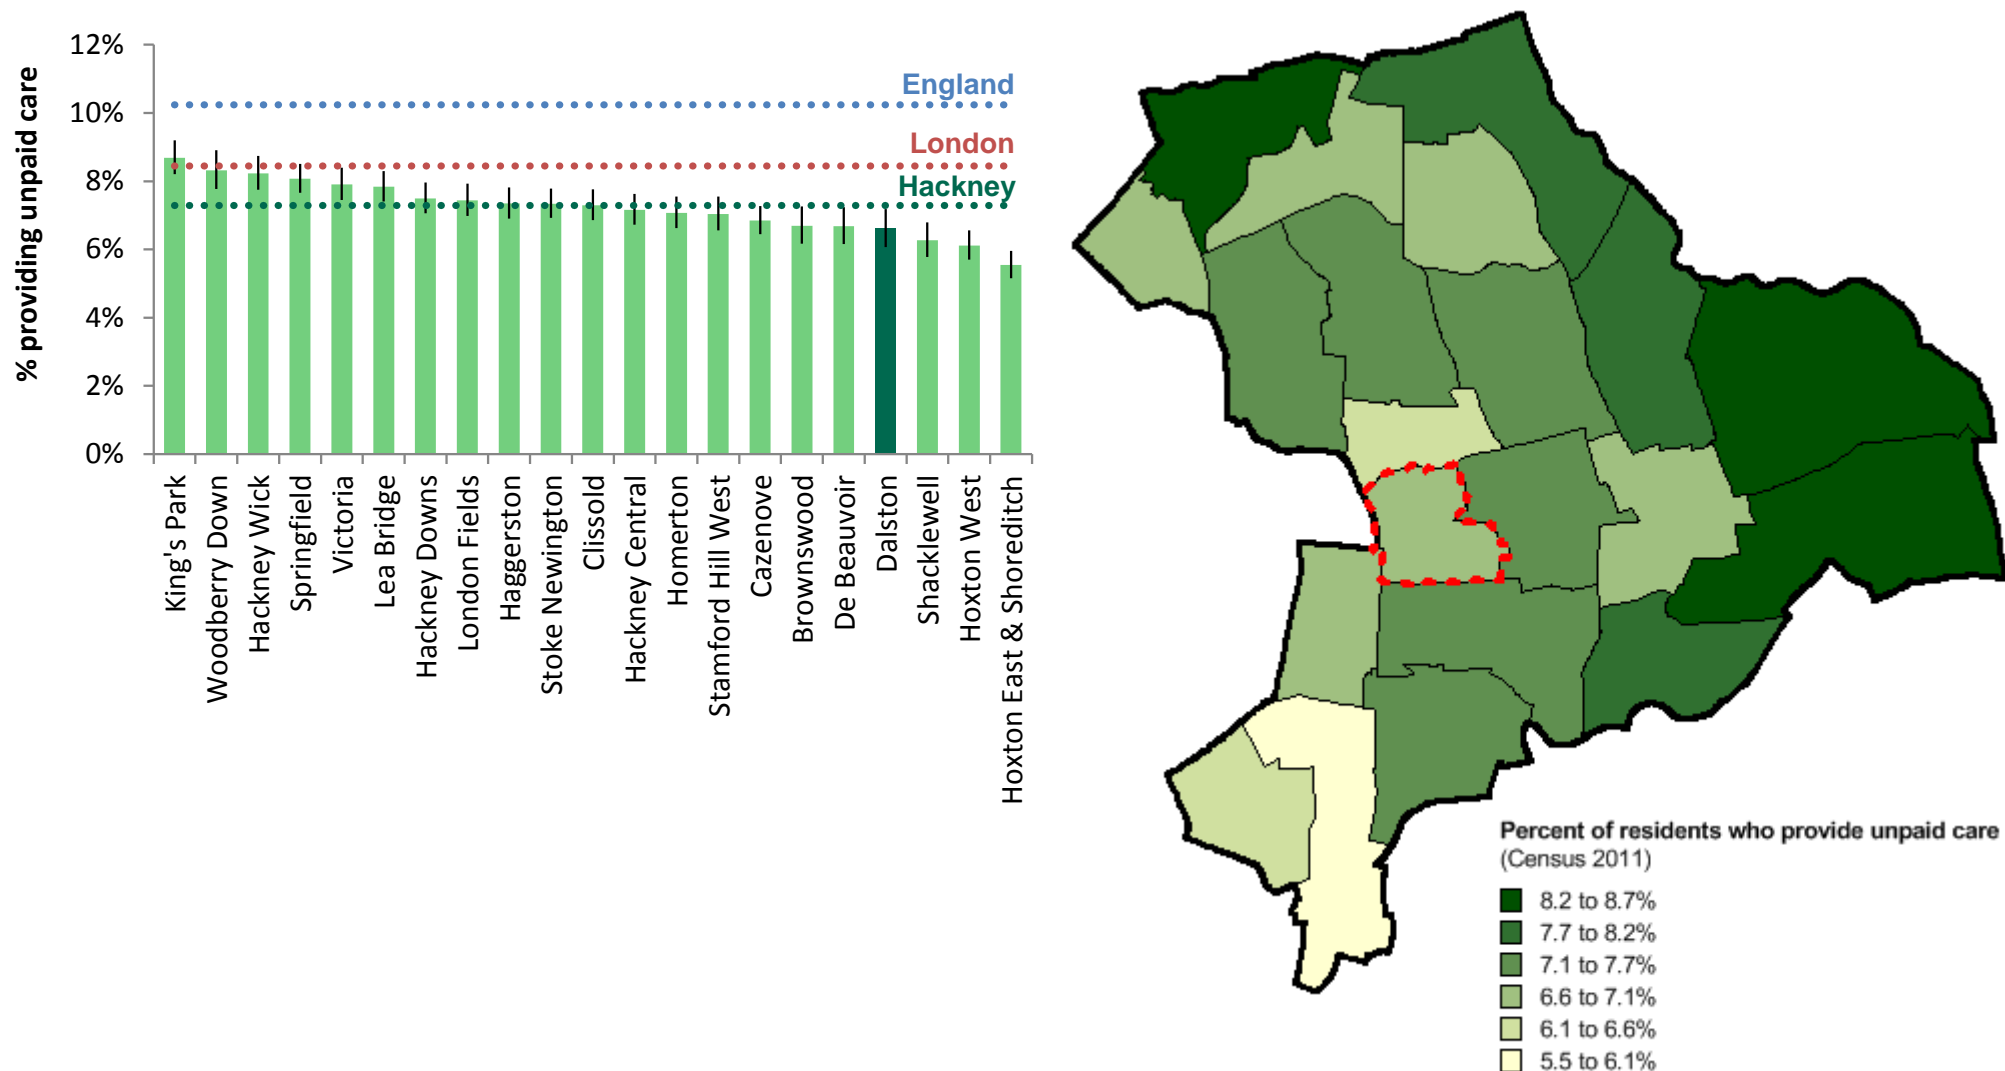 % providing unpaid care
12%
10%
8%
6%
4%
2%
0%
England
London
Hackney
King's Park
Woodberry Down
Hackney Wick
Springfield
Victoria
Lea Bridge
Hackney Downs
London Fields
Haggerston
Stoke Newington
Clissold
Hackney Central
Homerton
Stamford Hill West
Cazenove
Brownswood
De Beauvoir
Dalston
Shacklewell
Hoxton West
Hoxton East & Shoreditch
Percent of residents who provide unpaid care
(Census 2011)
8.2 to 8.7%
7.7 to 8.2%
7.1 to 7.7%
6.6 to 7.1%
6.1 to 6.6%
5.5 to 6.1%